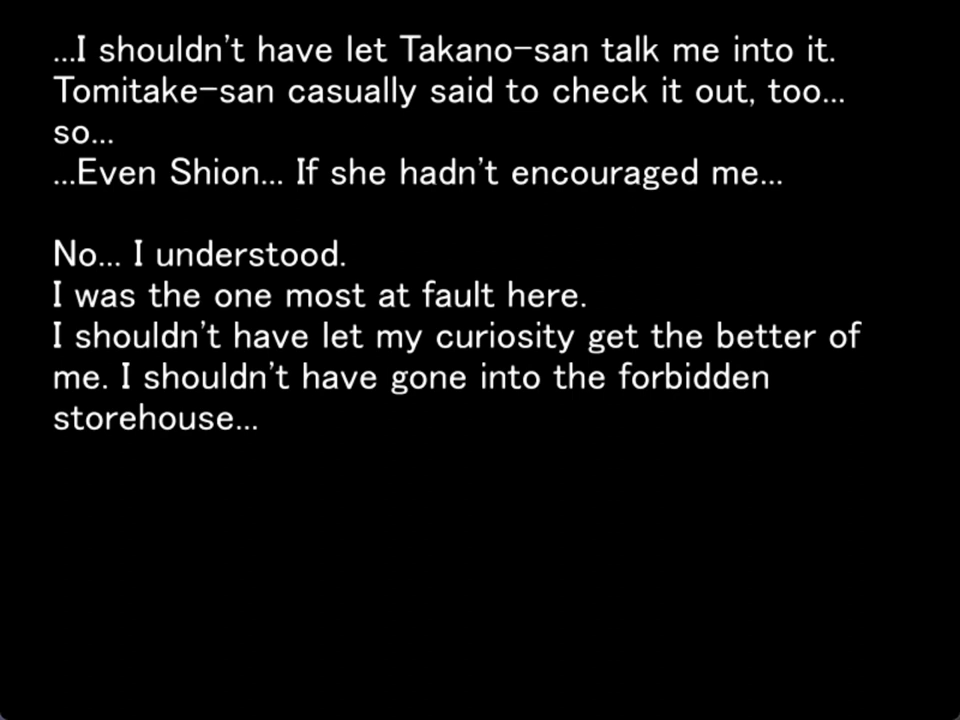 ...I shouldn't have let Takano-san talk me into it.
Tomitake-san casually said to check it out, too...
so...
...Even Shion... If she hadn't encouraged me...
No... I understood.
I was the one most at fault here.
I shouldn't have let my curiosity get the better of
me. I shouldn't have gone into the forbidden
storehouse...